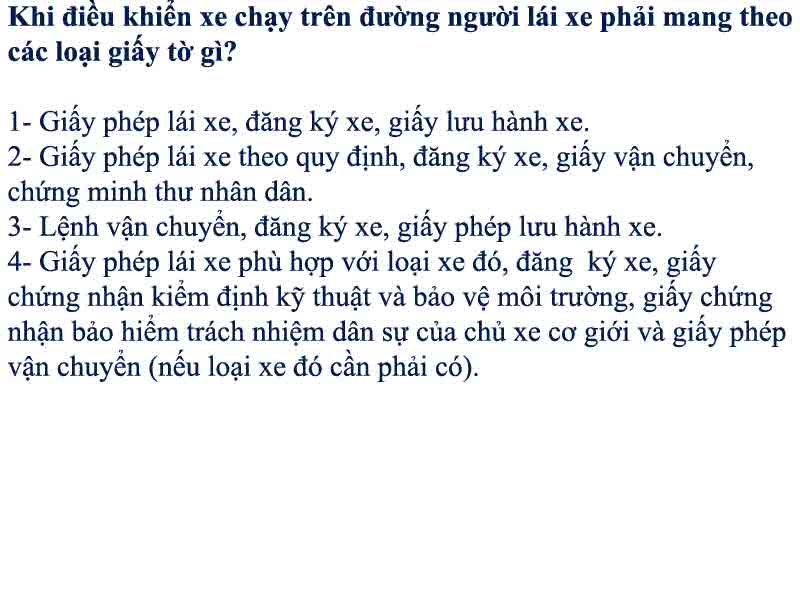 Khi điều khiển xe chạy trên đường người lái xe phải mang theo
các loại giấy tờ gì?
1- Giấy phép lái xe, đăng ký xe, giấy lưu hành xe.
2- Giấy phép lái xe theo quy định, đăng ký xe, giấy vận chuyển,
chứng minh thư nhân dân.
3- Lệnh vận chuyển, đăng ký xe, giấy phép lưu hành xe.
4- Giấy phép lái xe phù hợp với loại xe đó, đăng  ký xe, giấy
chứng nhận kiểm định kỹ thuật và bảo vệ môi trường, giấy chứng
nhận bảo hiểm trách nhiệm dân sự của chủ xe cơ giới và giấy phép
vận chuyển (nếu loại xe đó cần phải có).